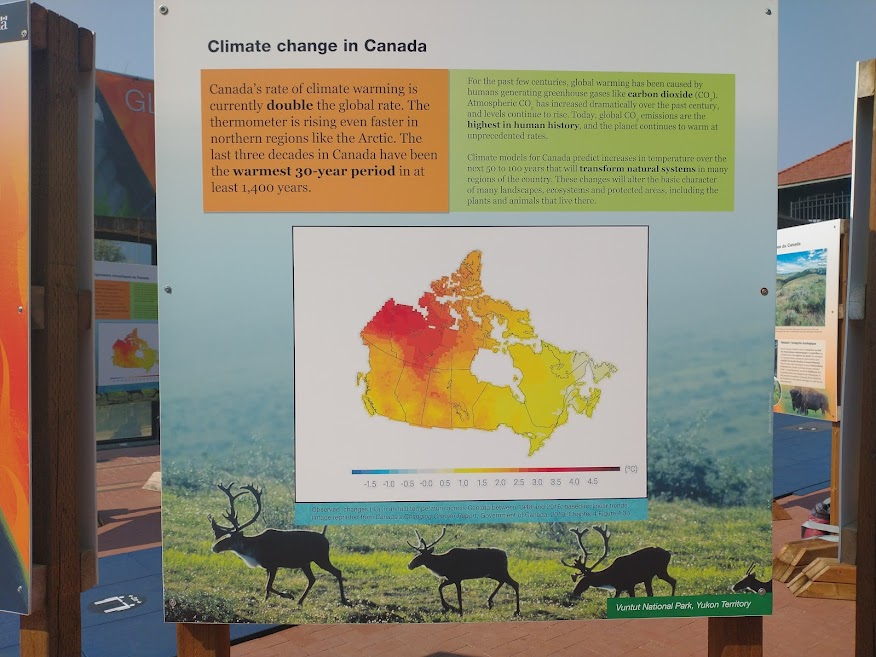 Climate change in Canada
Canada's rate of climate warming is
currently double the global rate. The
thermometer is rising even faster in
northern regions like the Arctic. The
last three decades in Canada have been
the warmest 30-year period in at
least 1,400 years.
For the past few centuries, global warming has been caused by
humans generating greenhouse gases like carbon dioxide (CO₂).
Atmospheric CO₂ has increased dramatically over the past century,
and levels continue to rise. Today, global CO₂ emissions are the
highest in human history, and the planet continues to warm at
unprecedented rates.
Climate models for Canada predict increases in temperature over the
next 50 to 100 years that will transform natural systems in many
regions of the country. These changes will alter the basic character
of many landscapes, ecosystems and protected areas, including the
plants and animals that live there.
(°C)
-1.5 -1.0 -0.5 0.0 0.5 1.0 1.5 2.0 2.5 3.0 3.5 4.0 4.5
Observed changes
Vuntut National Park, Yukon Territory
GL